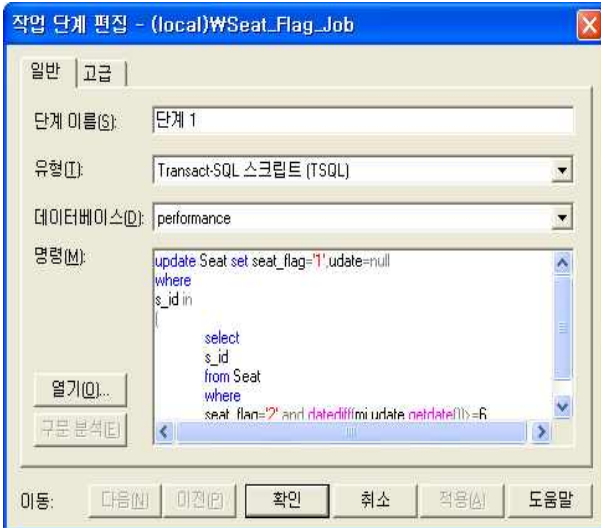 작업 단계 편집 - (local)₩Seat_Flag_Job
일반
고급
단계 이름(S):
단계 1
유형(T):
Transact-SQL 스크립트 (TSQL)
데이터베이스(D):
performance
명령(M):
update Seat set seat_flag='1',udate=null
where
s_id in
(
select
s_id
from Seat
where
seat_flag='2' and datediff(mi,udate,getdate())>=6
열기(O)...
구문 분석(E)
이동:
다음(N)
이전(P)
확인
취소
적용(A)
도움말